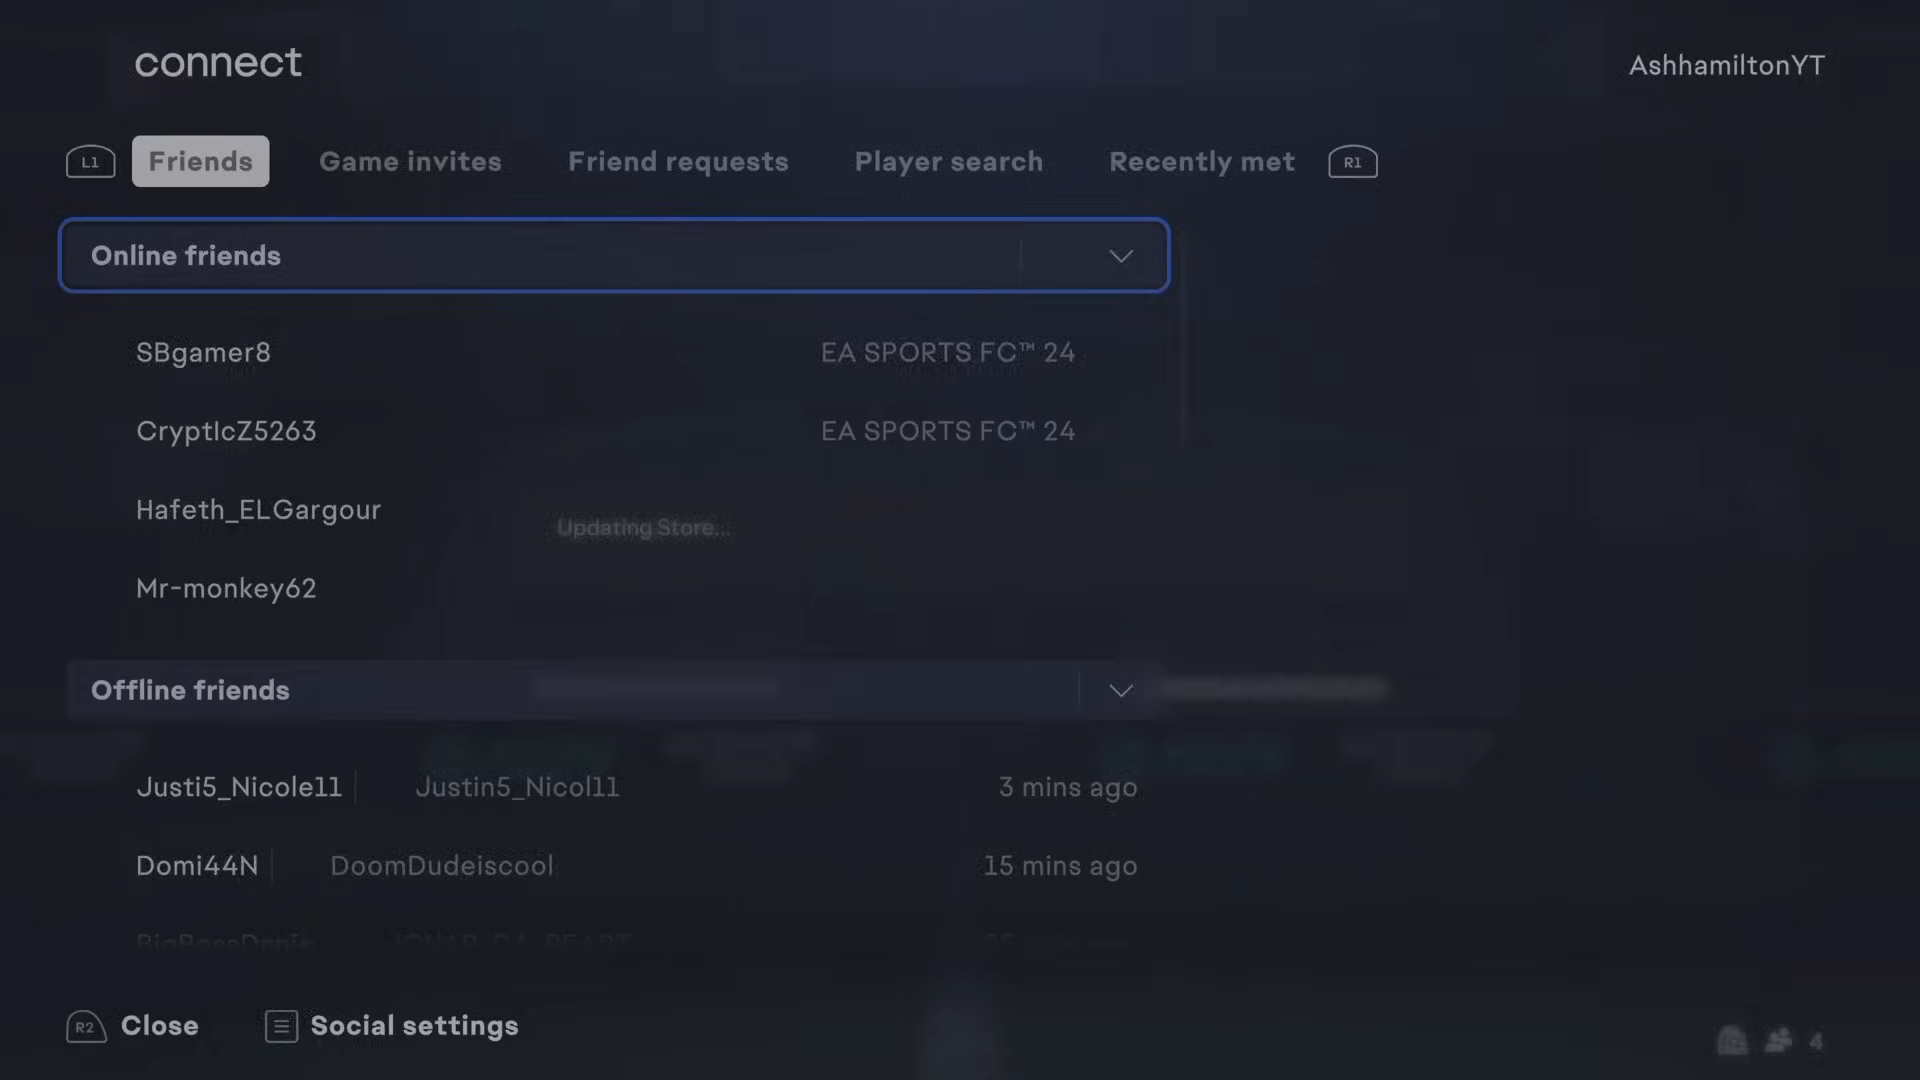 connect
AshhamiltonYT
L1 Friends Game invites Friend requests Player search Recently met R1
Online friends
SBgamer8 EA SPORTS FC™ 24
CryptIcZ5263 EA SPORTS FC™ 24
Hafeth_ELGargour
Updating Store...
Mr-monkey62
Offline friends
Justi5_Nicole11 Justin5_Nicol11 3 mins ago
Domi44N DoomDudeiscool 15 mins ago
R2 Close Social settings
4